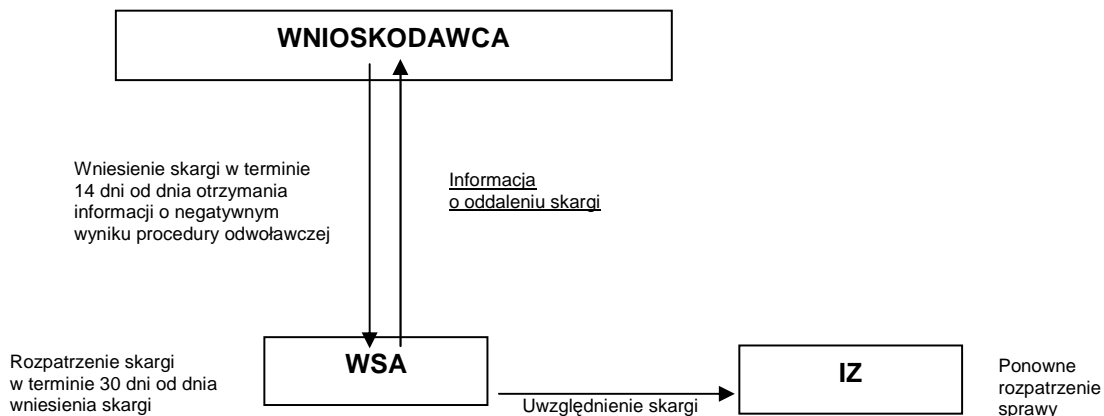 WNIOSKODAWCA
Wniesienie skargi w terminie
14 dni od dnia otrzymania
informacji o negatywnym
wyniku procedury odwoławczej
Informacja
o oddaleniu skargi
Rozpatrzenie skargi
w terminie 30 dni od dnia
wniesienia skargi
WSA
Uwzględnienie skargi
IZ
Ponowne
rozpatrzenie
sprawy